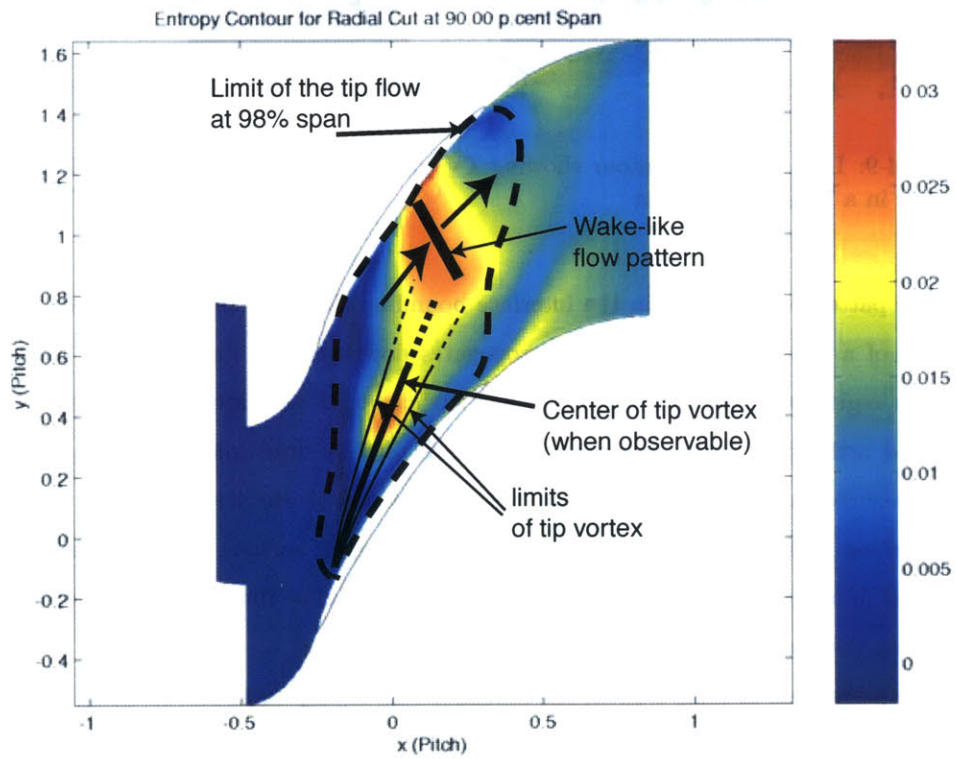 Entropy Contour for Radial Cut at 90 00 p.cent Span
Limit of the tip flow
at 98% span
Wake-like
flow pattern
Center of tip vortex
(when observable)
limits
of tip vortex
y (Pitch)
1.6
1.4
1.2
1
0.8
0.6
0.4
0.2
0
-0.2
-0.4
-1
-0.5
0
0.5
1
x (Pitch)
0 03
0 025
0 02
0 015
0 01
0 005
0